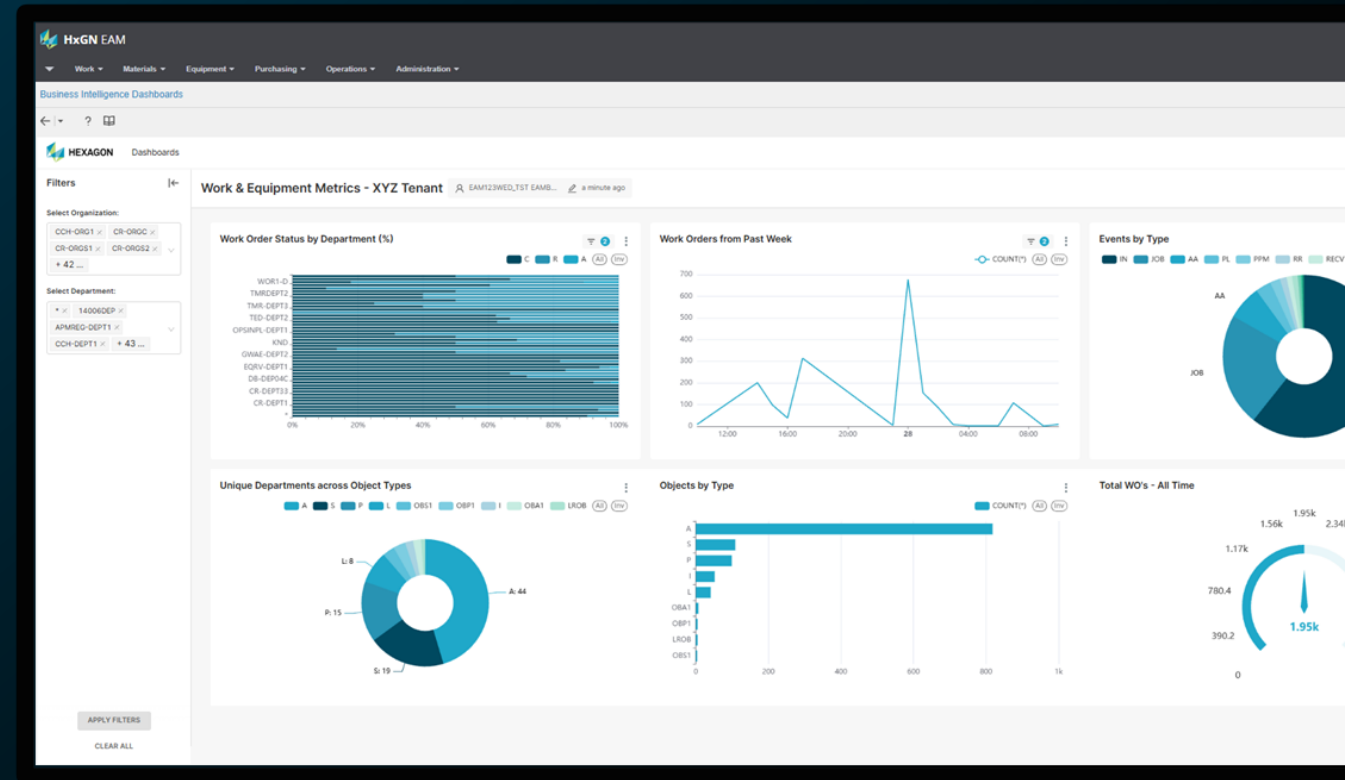 HxGN EAM
Work Materials Equipment Purchasing Operations Administration
Business Intelligence Dashboards
?
HEXAGON Dashboards
Filters
Select Organization:
CCH-ORG1 × CR-ORGC ×
CR-ORGS1 × CR-ORGS2 ×
+ 42 ...
Select Department:
* × 14006DEP ×
APMREG-DEPT1 ×
CCH-DEPT1 × + 43 ...
APPLY FILTERS
CLEAR ALL
Work & Equipment Metrics - XYZ Tenant EAM123WED_TST EAMB... a minute ago
Work Order Status by Department (%)
2
C R A All Inv
WOR1-D
TMRDEPT2
TMR-DEPT3
TED-DEPT2
OPSINPL-DEPT1
KND
GWAE-DEPT2
EQRV-DEPT1
DB-DEP04C
CR-DEPT33
CR-DEPT1
*
0% 20% 40% 60% 80% 100%
Work Orders from Past Week
2
COUNT(*) All Inv
700
600
500
400
300
200
100
0
12:00 16:00 20:00 28 04:00 08:00
Events by Type
IN JOB AA PL PPM RR RECV
AA
JOB
Unique Departments across Object Types
A S P L OBS1 OBP1 I OBA1 LROB All Inv
L: 8
A: 44
P: 15
S: 19
Objects by Type
COUNT(*) All Inv
A
S
P
I
L
OBA1
OBP1
LROB
OBS1
0 200 400 600 800 1k
Total WO's - All Time
1.95k
1.56k 2.34k
1.17k
780.4
1.95k
390.2
0